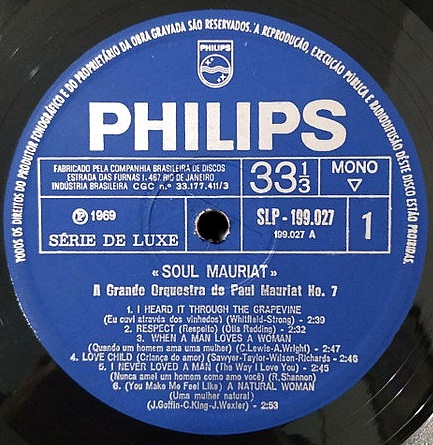 TODOS OS DIREITOS DO PRODUTOR FONOGRÁFICO E DO PROPRIETÁRIO DA OBRA GRAVADA SÃO RESERVADOS. A REPRODUÇÃO, EXECUÇÃO PÚBLICA E RADIODIFUSÃO DÊSTE DISCO ESTÃO PROIBIDAS.
PHILIPS
PHILIPS
FABRICADO PELA COMPANHIA BRASILEIRA DE DISCOS
ESTRADA DAS FURNAS 1.467, RIO DE JANEIRO
INDÚSTRIA BRASILEIRA CGC n.º 33.177.411/3
33 1/3
MONO
℗ 1969
SÉRIE DE LUXE
SLP - 199.027
199.027 A
1
« SOUL MAURIAT »
A Grande Orquestra de Paul Mauriat No. 7
1. I HEARD IT THROUGH THE GRAPEVINE
(Eu ouvi através dos vinhedos) (Whitfield-Strong) - 2:39
2. RESPECT (Respeito) (Otis Redding) - 2:32
3. WHEN A MAN LOVES A WOMAN
(Quando um homem ama uma mulher) (C.Lewis-A.Wright) - 2:47
4. LOVE CHILD (Criança do amor) (Sawyer-Taylor-Wilson-Richards - 2:46
5. I NEVER LOVED A MAN (The Way I Love You) - 2:45
(Nunca amei um homem como amo você) (R.Shannon)
6. (You Make Me Feel Like) A NATURAL WOMAN
(Uma mulher natural)
(J.Goffin-C.King-J.Wexler) - 2:53